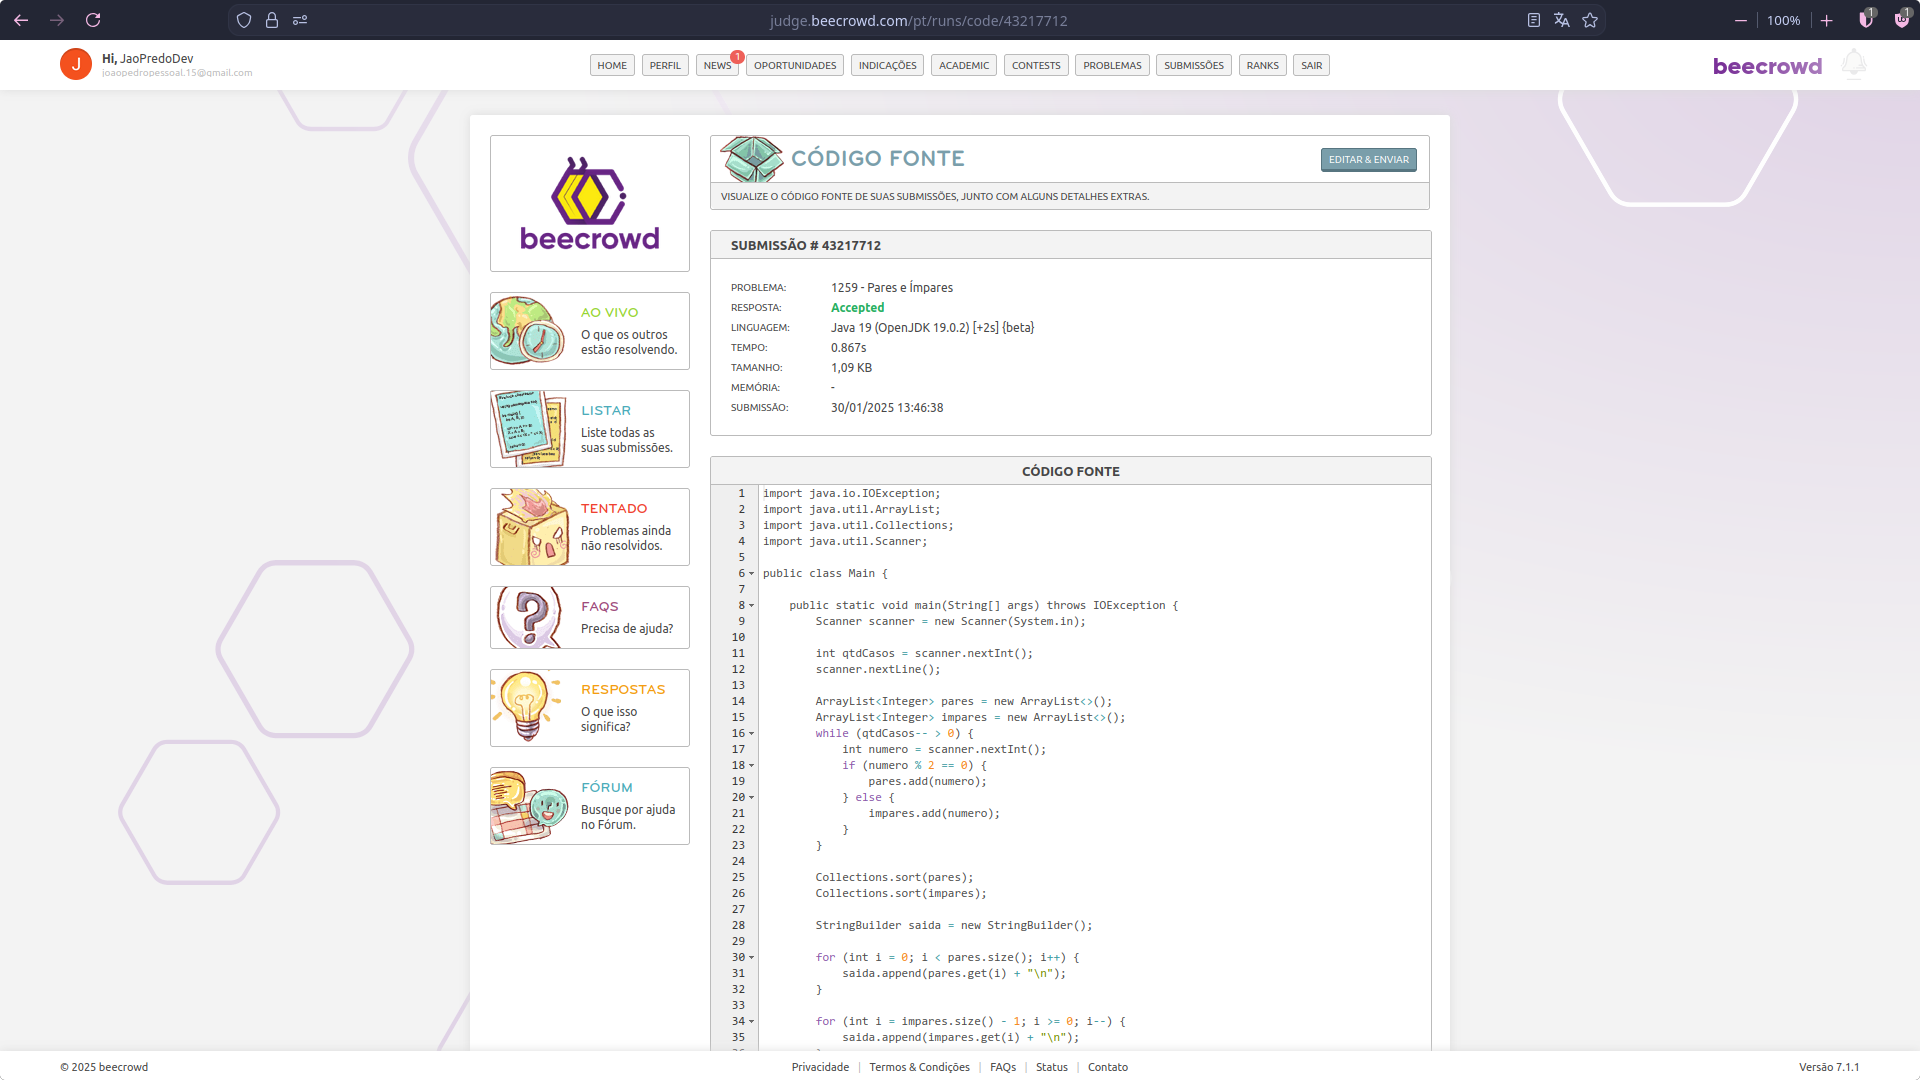 judge.beecrowd.com/pt/runs/code/43217712
100%
1
1
J
Hi, JaoPredoDev
joaopedropessoal.15@gmail.com
HOME
PERFIL
NEWS
1
OPORTUNIDADES
INDICAÇÕES
ACADEMIC
CONTESTS
PROBLEMAS
SUBMISSÕES
RANKS
SAIR
beecrowd
beecrowd
AO VIVO
O que os outros
estão resolvendo.
LISTAR
Liste todas as
suas submissões.
TENTADO
Problemas ainda
não resolvidos.
FAQS
Precisa de ajuda?
RESPOSTAS
O que isso
significa?
FÓRUM
Busque por ajuda
no Fórum.
CÓDIGO FONTE
EDITAR & ENVIAR
VISUALIZE O CÓDIGO FONTE DE SUAS SUBMISSÕES, JUNTO COM ALGUNS DETALHES EXTRAS.
SUBMISSÃO # 43217712
PROBLEMA: 1259 - Pares e Ímpares
RESPOSTA: Accepted
LINGUAGEM: Java 19 (OpenJDK 19.0.2) [+2s] {beta}
TEMPO: 0.867s
TAMANHO: 1,09 KB
MEMÓRIA: -
SUBMISSÃO: 30/01/2025 13:46:38
CÓDIGO FONTE
1 import java.io.IOException;
2 import java.util.ArrayList;
3 import java.util.Collections;
4 import java.util.Scanner;
5
6 public class Main {
7
8     public static void main(String[] args) throws IOException {
9         Scanner scanner = new Scanner(System.in);
10
11         int qtdCasos = scanner.nextInt();
12         scanner.nextLine();
13
14         ArrayList<Integer> pares = new ArrayList<>();
15         ArrayList<Integer> impares = new ArrayList<>();
16         while (qtdCasos-- > 0) {
17             int numero = scanner.nextInt();
18             if (numero % 2 == 0) {
19                 pares.add(numero);
20             } else {
21                 impares.add(numero);
22             }
23         }
24
25         Collections.sort(pares);
26         Collections.sort(impares);
27
28         StringBuilder saida = new StringBuilder();
29
30         for (int i = 0; i < pares.size(); i++) {
31             saida.append(pares.get(i) + "\n");
32         }
33
34         for (int i = impares.size() - 1; i >= 0; i--) {
35             saida.append(impares.get(i) + "\n");
© 2025 beecrowd
Privacidade | Termos & Condições | FAQs | Status | Contato
Versão 7.1.1